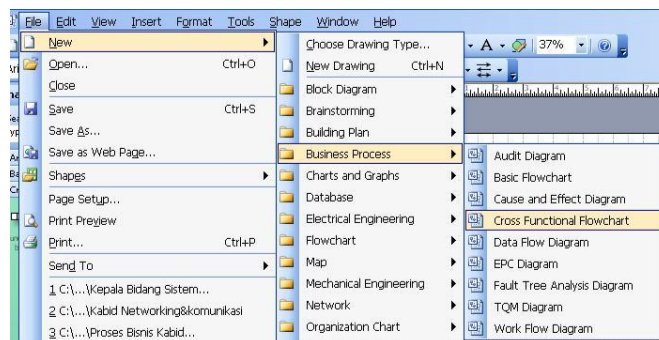 File Edit View Insert Format Tools Shape Window Help
New
Open... Ctrl+O
Close
Save Ctrl+S
Save As...
Save as Web Page...
Shapes
Page Setup...
Print Preview
Print... Ctrl+P
Send To
1 C:\...\Kepala Bidang Sistem...
2 C:\...\Kabid Networking&komunikasi
3 C:\...\Proses Bisnis Kabid...
Choose Drawing Type...
New Drawing Ctrl+N
Block Diagram
Brainstorming
Building Plan
Business Process
Charts and Graphs
Database
Electrical Engineering
Flowchart
Map
Mechanical Engineering
Network
Organization Chart
Audit Diagram
Basic Flowchart
Cause and Effect Diagram
Cross Functional Flowchart
Data Flow Diagram
EPC Diagram
Fault Tree Analysis Diagram
TQM Diagram
Work Flow Diagram
A 37%